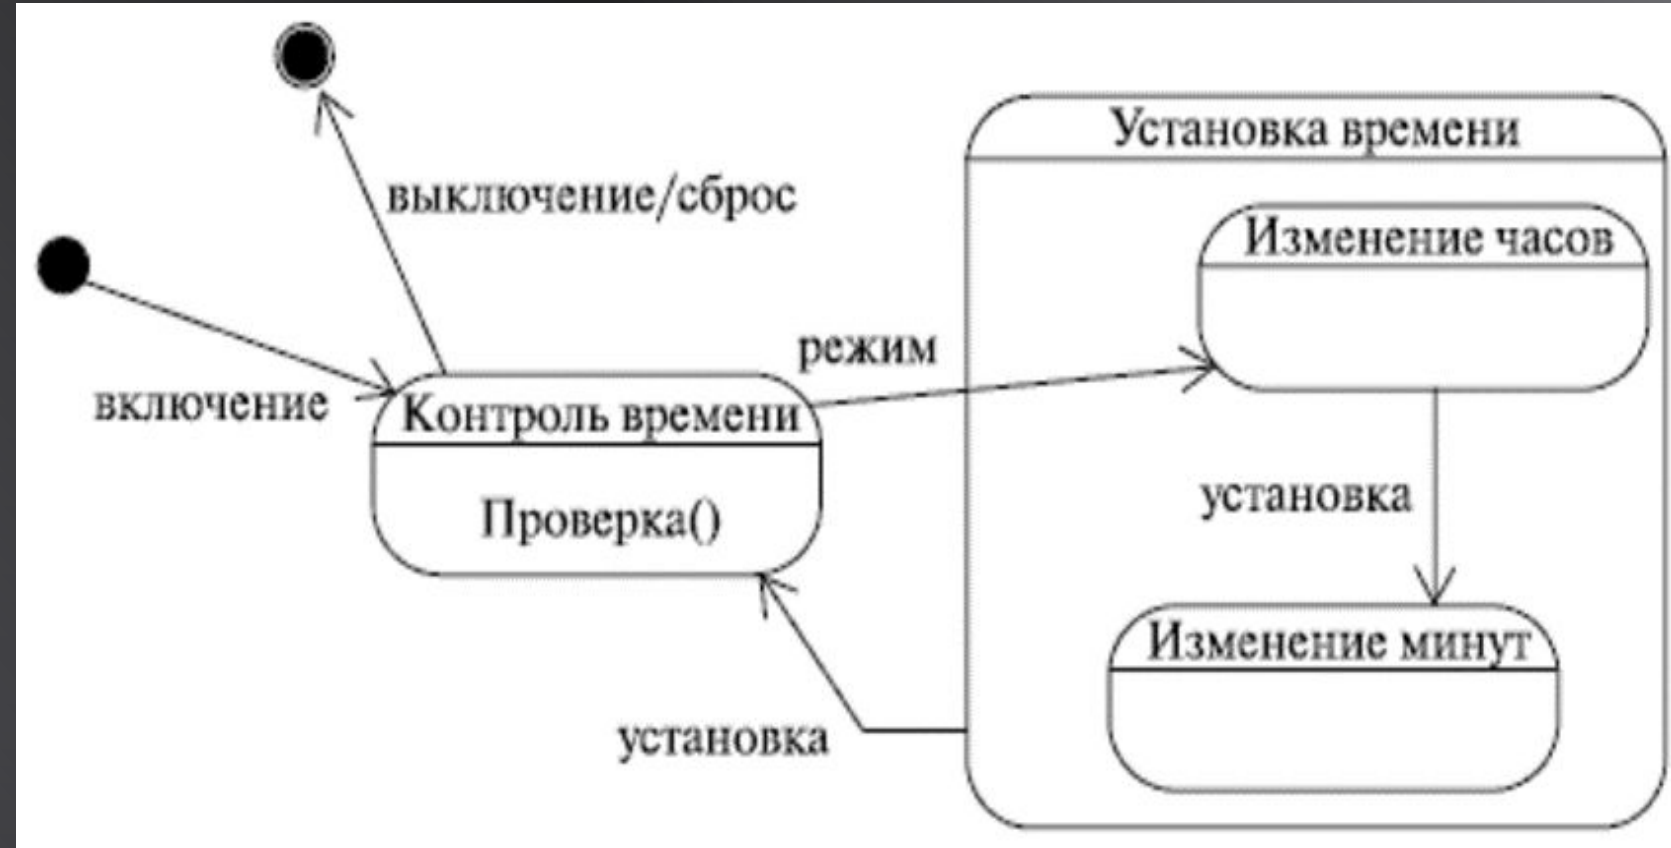 Установка времени
выключение/сброс
Изменение часов
режим
включение
Контроль времени
Проверка()
установка
Изменение минут
установка